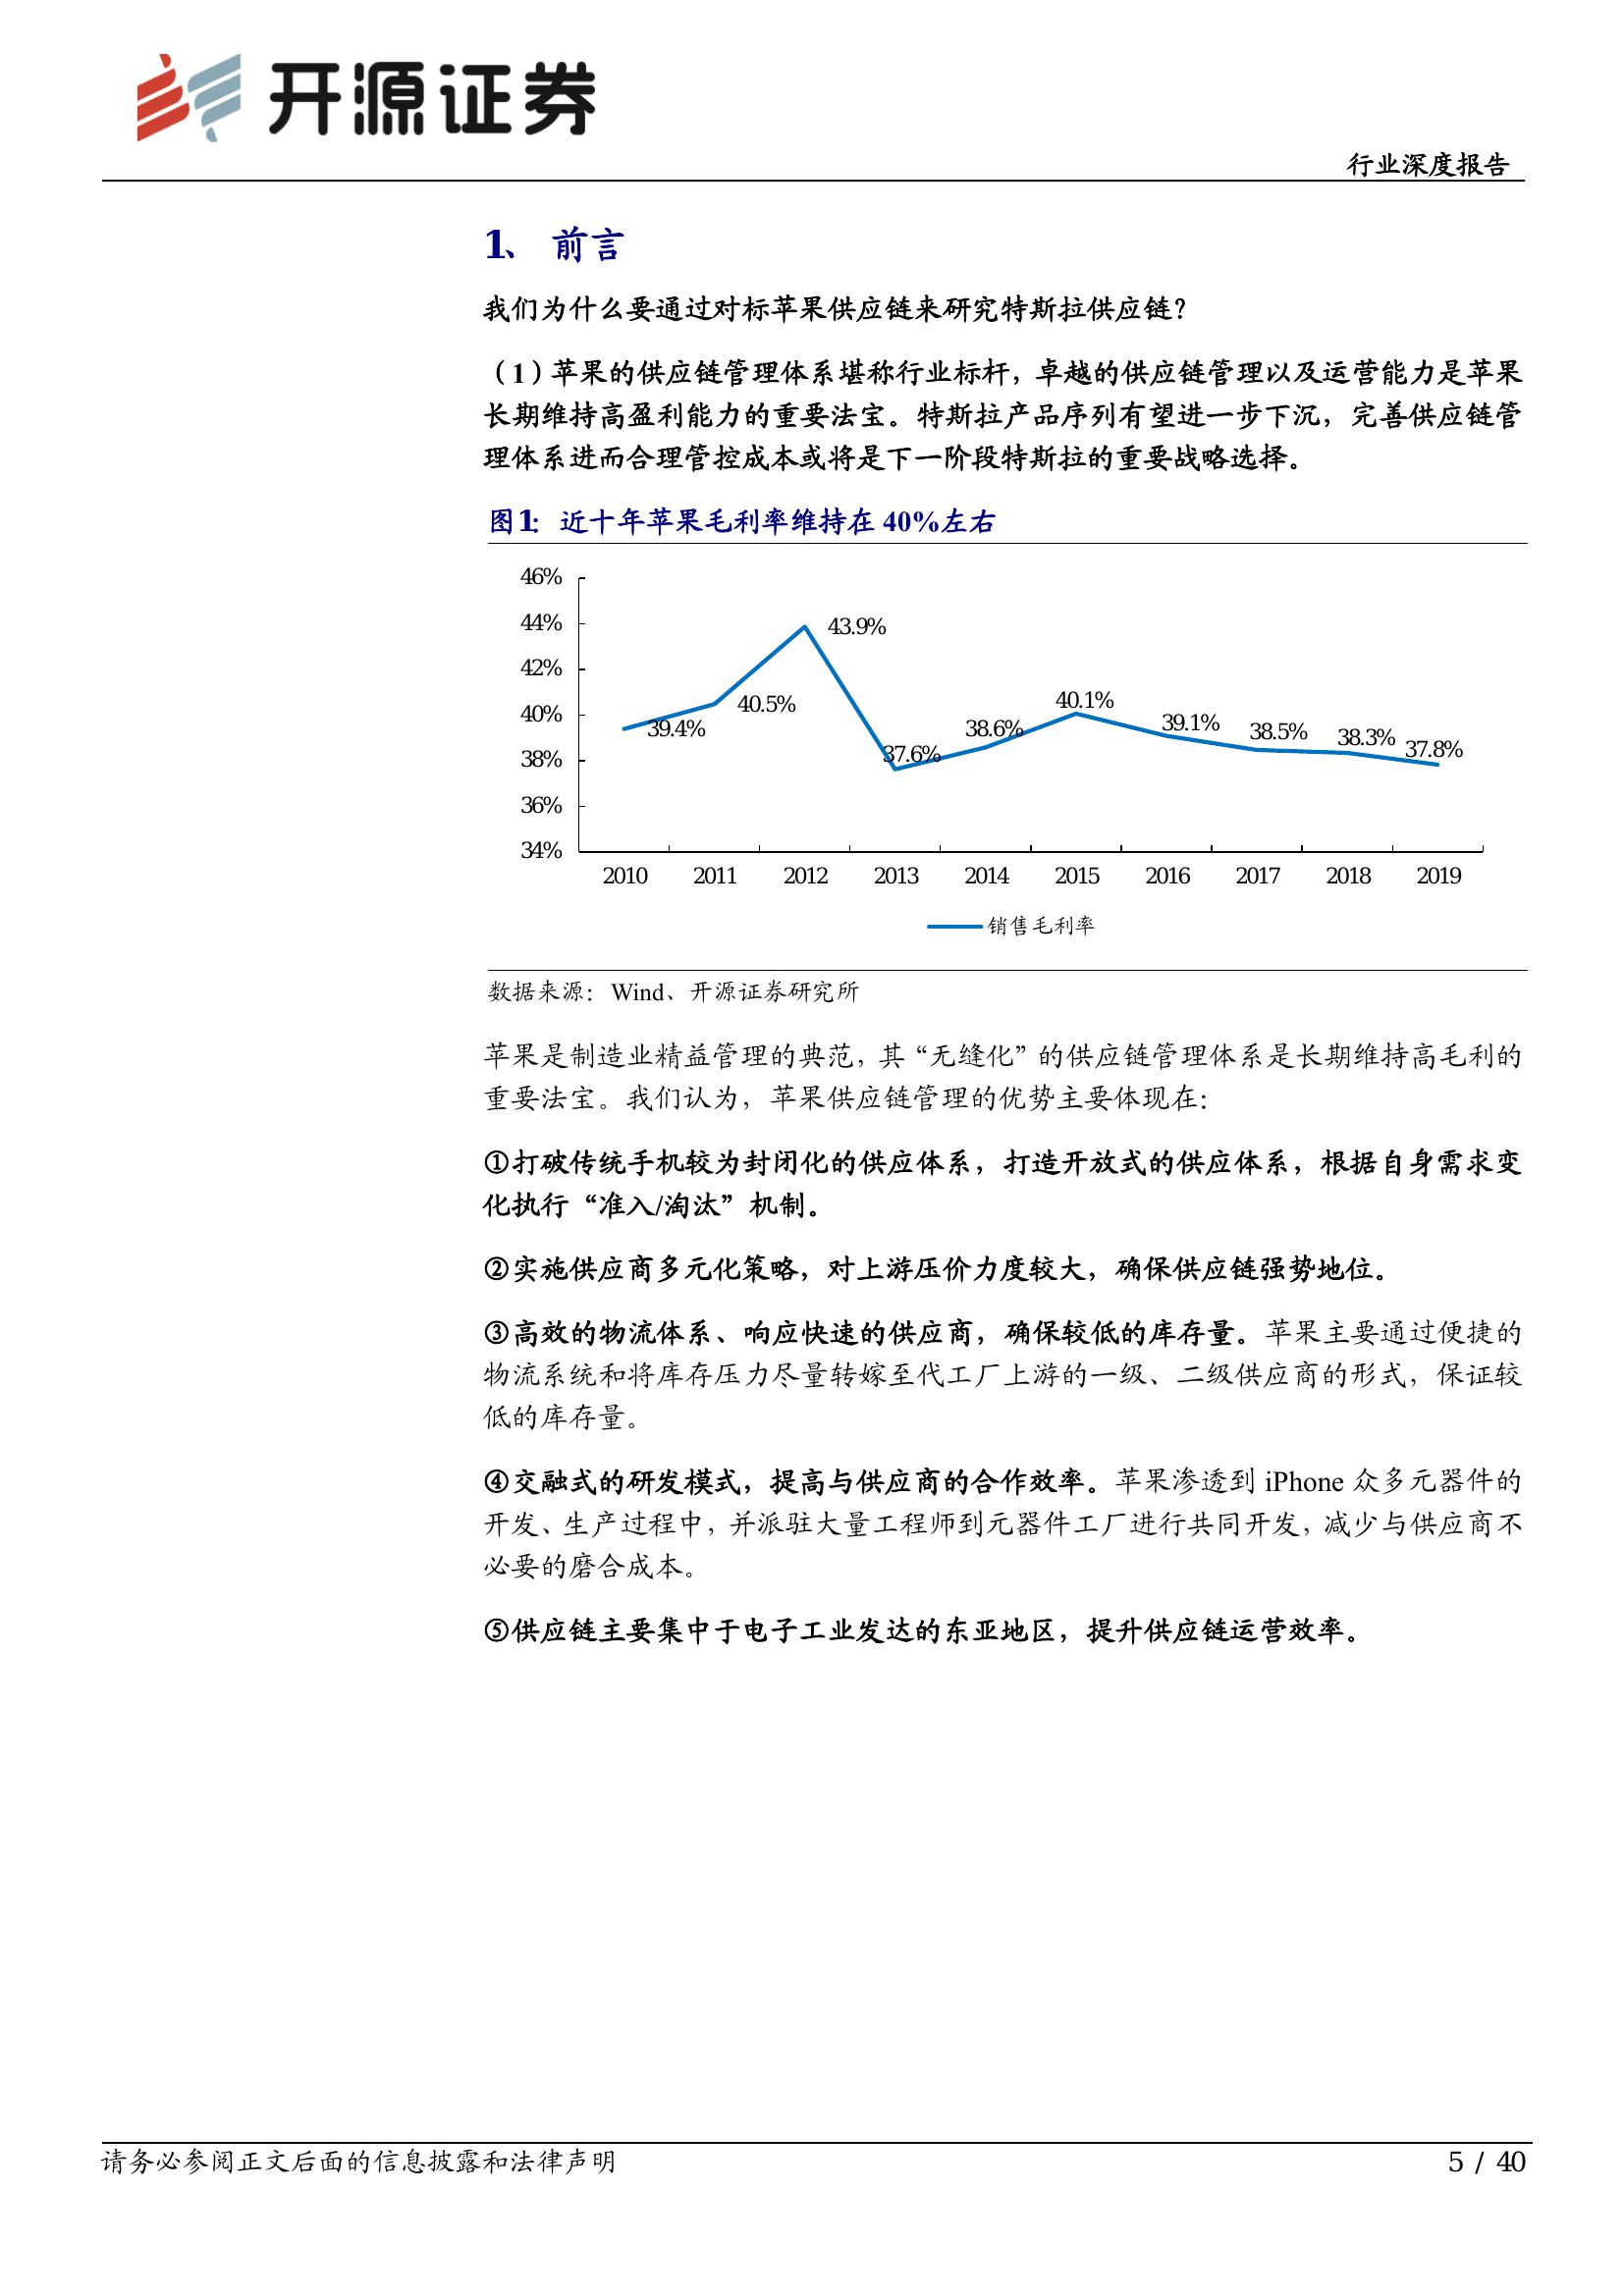 开源证券
行业深度报告
1、 前言
我们为什么要通过对标苹果供应链来研究特斯拉供应链?
（1）苹果的供应链管理体系堪称行业标杆，卓越的供应链管理以及运营能力是苹果
长期维持高盈利能力的重要法宝。特斯拉产品序列有望进一步下沉，完善供应链管
理体系进而合理管控成本或将是下一阶段特斯拉的重要战略选择。
图1： 近十年苹果毛利率维持在 40%左右
46%
44%
42%
40%
38%
36%
34%
39.4%
40.5%
43.9%
37.6%
38.6%
40.1%
39.1%
38.5%
38.3%
37.8%
2010 2011 2012 2013 2014 2015 2016 2017 2018 2019
销售毛利率
数据来源：Wind、开源证券研究所
苹果是制造业精益管理的典范，其“无缝化”的供应链管理体系是长期维持高毛利的
重要法宝。我们认为，苹果供应链管理的优势主要体现在：
①打破传统手机较为封闭化的供应体系，打造开放式的供应体系，根据自身需求变
化执行“准入/淘汰”机制。
②实施供应商多元化策略，对上游压价力度较大，确保供应链强势地位。
③高效的物流体系、响应快速的供应商，确保较低的库存量。苹果主要通过便捷的
物流系统和将库存压力尽量转嫁至代工厂上游的一级、二级供应商的形式，保证较
低的库存量。
④交融式的研发模式，提高与供应商的合作效率。苹果渗透到 iPhone 众多元器件的
开发、生产过程中，并派驻大量工程师到元器件工厂进行共同开发，减少与供应商不
必要的磨合成本。
⑤供应链主要集中于电子工业发达的东亚地区，提升供应链运营效率。
请务必参阅正文后面的信息披露和法律声明
5 / 40